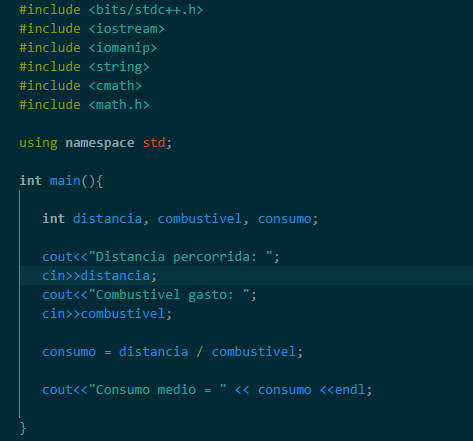 #include <bits/stdc++.h>
#include <iostream>
#include <iomanip>
#include <string>
#include <cmath>
#include <math.h>
using namespace std;
int main(){
int distancia, combustivel, consumo;
cout<<"Distancia percorrida: ";
cin>>distancia;
cout<<"Combustivel gasto: ";
cin>>combustivel;
consumo = distancia / combustivel;
cout<<"Consumo medio = " << consumo <<endl;
}